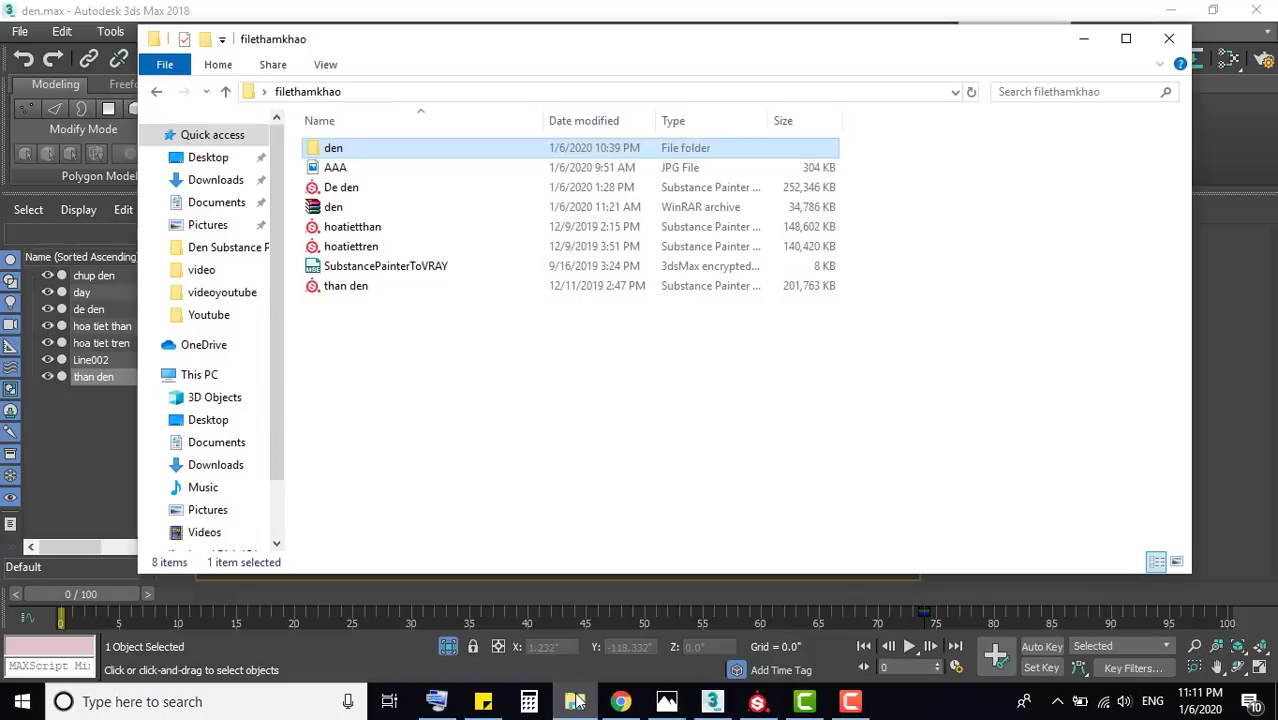 den.max - Autodesk 3ds Max 2018
File Edit Tools
filethamkhao
File Home Share View
filethamkhao
Search filethamkhao
Modeling
Modify Mode
Select Display Edit
Name Date modified Type Size
Quick access
Desktop
Downloads
Documents
Pictures
Den Substance P
video
videoyoutube
Youtube
OneDrive
This PC
3D Objects
Desktop
Documents
Downloads
Music
Pictures
Videos
den 1/6/2020 10:39 PM File folder
AAA 1/6/2020 9:51 AM JPG File 304 KB
De den 1/6/2020 1:28 PM Substance Painter ... 252,346 KB
den 1/6/2020 11:21 AM WinRAR archive 34,786 KB
hoatietthan 12/9/2019 2:15 PM Substance Painter ... 148,602 KB
hoatiettren 12/9/2019 3:51 PM Substance Painter ... 140,420 KB
SubstancePainterToVRAY 9/16/2019 3:24 PM 3dsMax encrypted... 8 KB
than den 12/11/2019 2:47 PM Substance Painter ... 201,763 KB
Name (Sorted Ascending
chup den
day
de den
hoa tiet than
hoa tiet tren
Line002
than den
8 items 1 item selected
Default
0 / 100
0 5 10 15 20 25 30 35 40 45 50 55 60 65 70 75 80 85 90 95 100
1 Object Selected X: 1.232" Y: -118.332" Z: 0.0" Grid = 0.0" Auto Key Selected
MAXScript Mi Click or click-and-drag to select objects Add Time Tag 0 Set Key Key Filters...
Type here to search
ENG
11:11 PM
1/6/2020
10